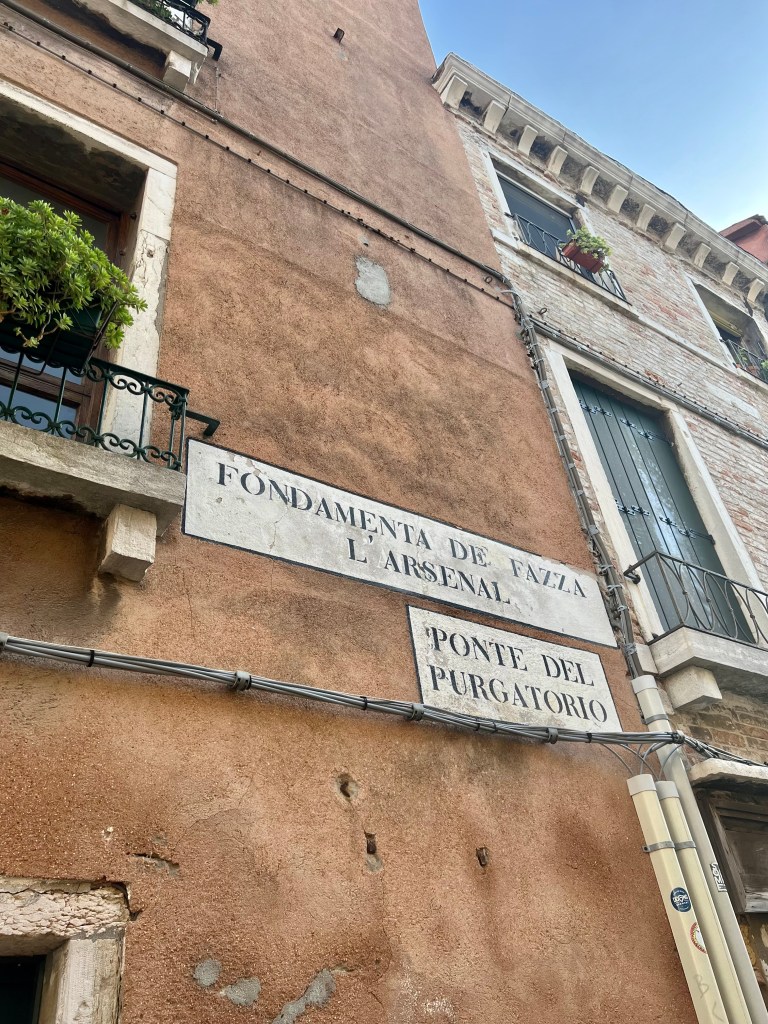 FONDAMENTA DE FAZZA
L'ARSENAL
PONTE DEL
PURGATORIO